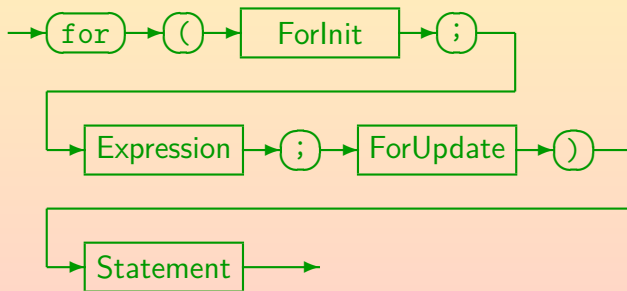 for ( ForInit ;
Expression ; ForUpdate )
Statement